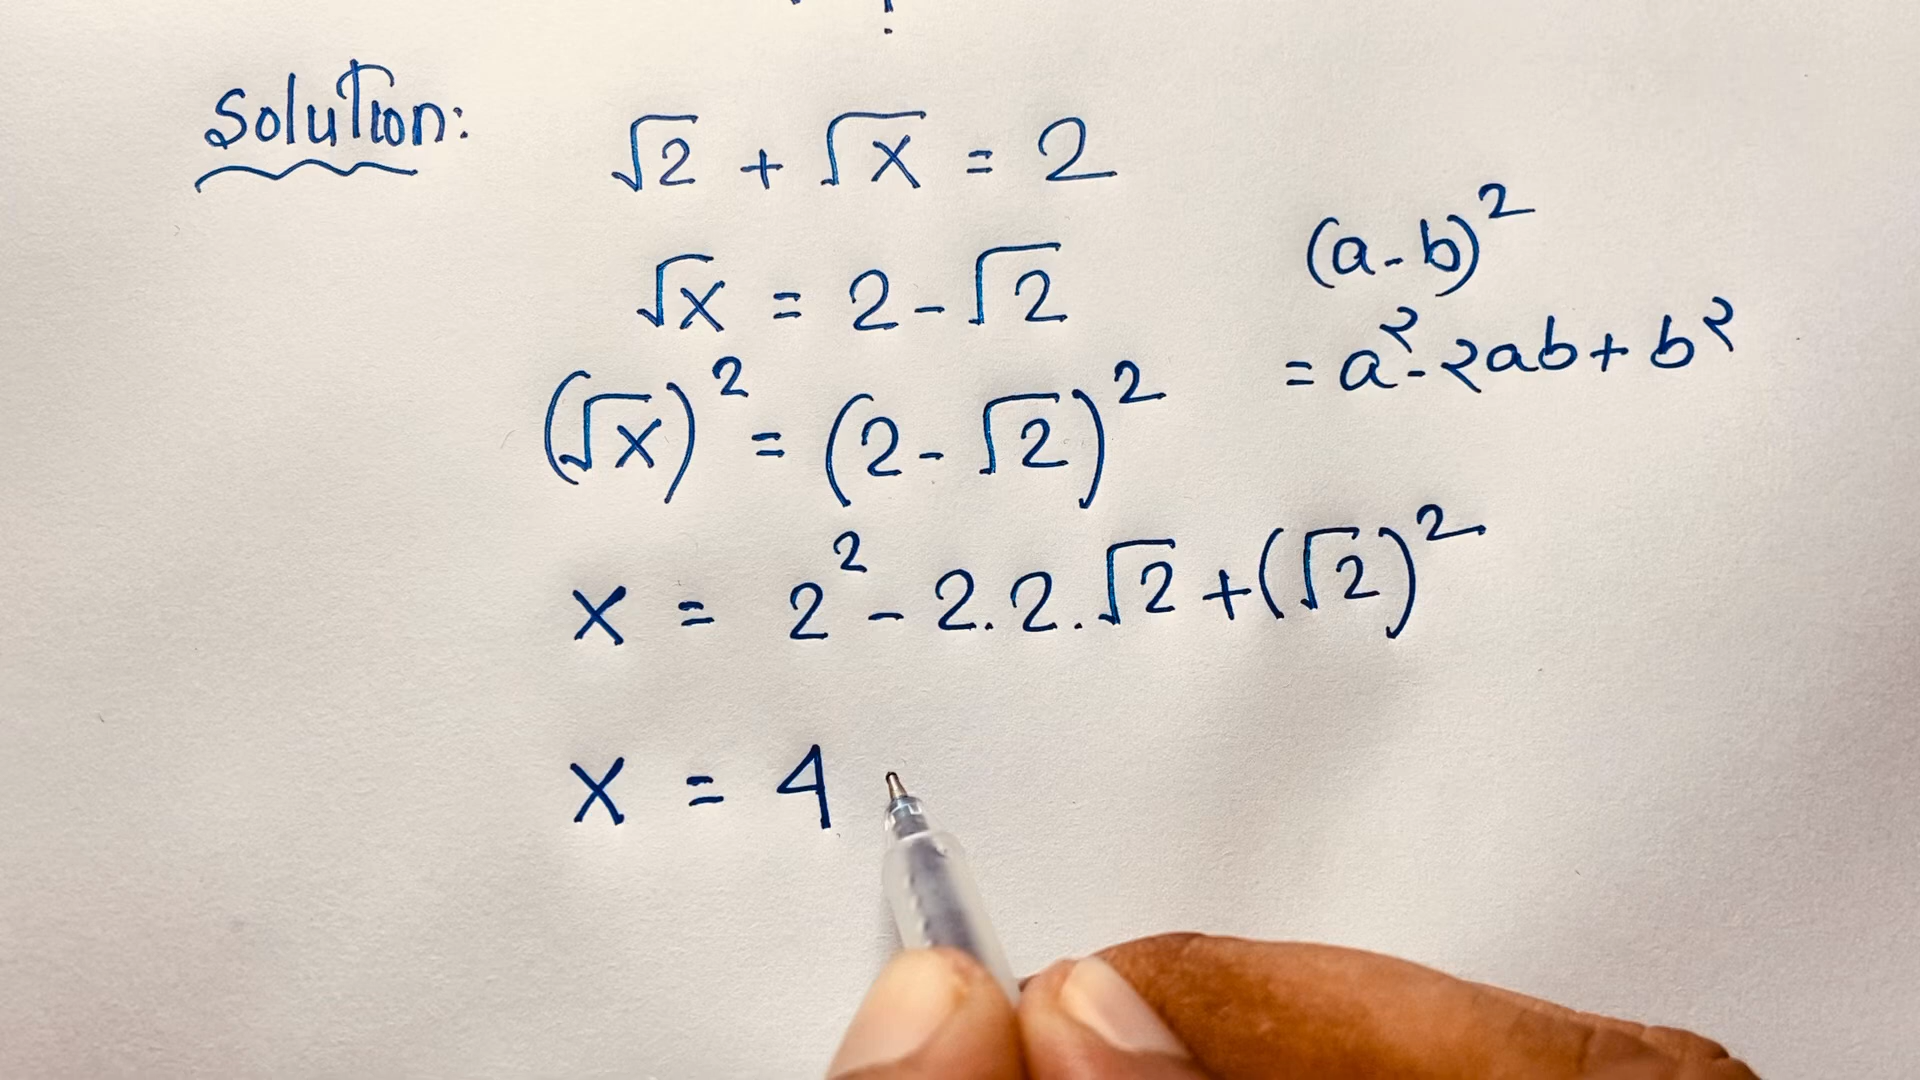 Solution:
√2 + √x = 2
√x = 2 - √2
(√x)² = (2 - √2)²
(a - b)²
= a² - 2ab + b²
x = 2² - 2.2.√2 + (√2)²
x = 4